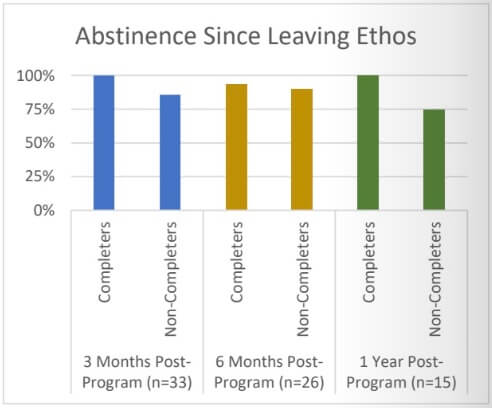 Abstinence Since Leaving Ethos
100%
75%
50%
25%
0%
Completers
Non-Completers
Completers
Non-Completers
Completers
Non-Completers
3 Months Post-
Program (n=33)
6 Months Post-
Program (n=26)
1 Year Post-
Program (n=15)